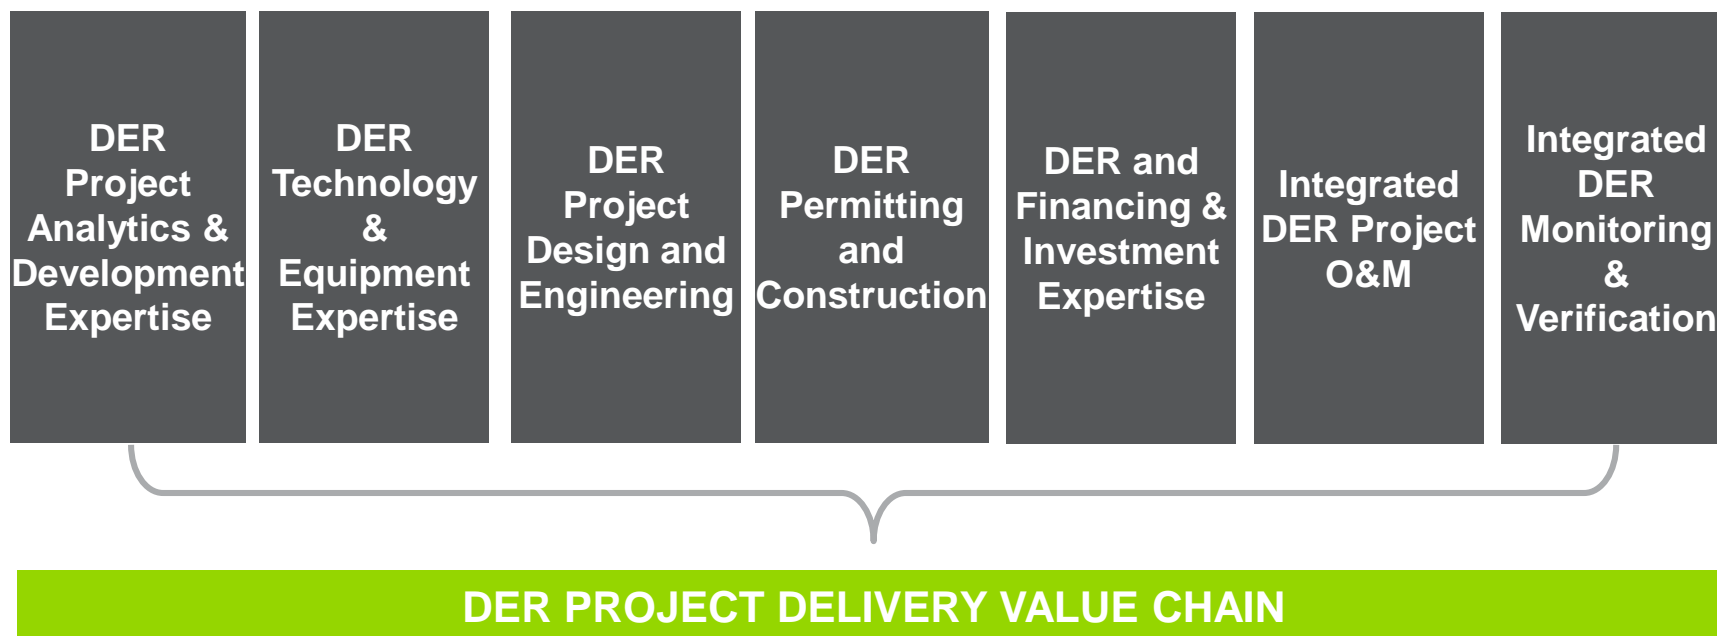 DER
Project
Analytics &
Development
Expertise
DER
Technology
&
Equipment
Expertise
DER
Project
Design and
Engineering
DER
Permitting
and
Construction
DER and
Financing &
Investment
Expertise
Integrated
DER Project
O&M
Integrated
DER
Monitoring
&
Verification
DER PROJECT DELIVERY VALUE CHAIN